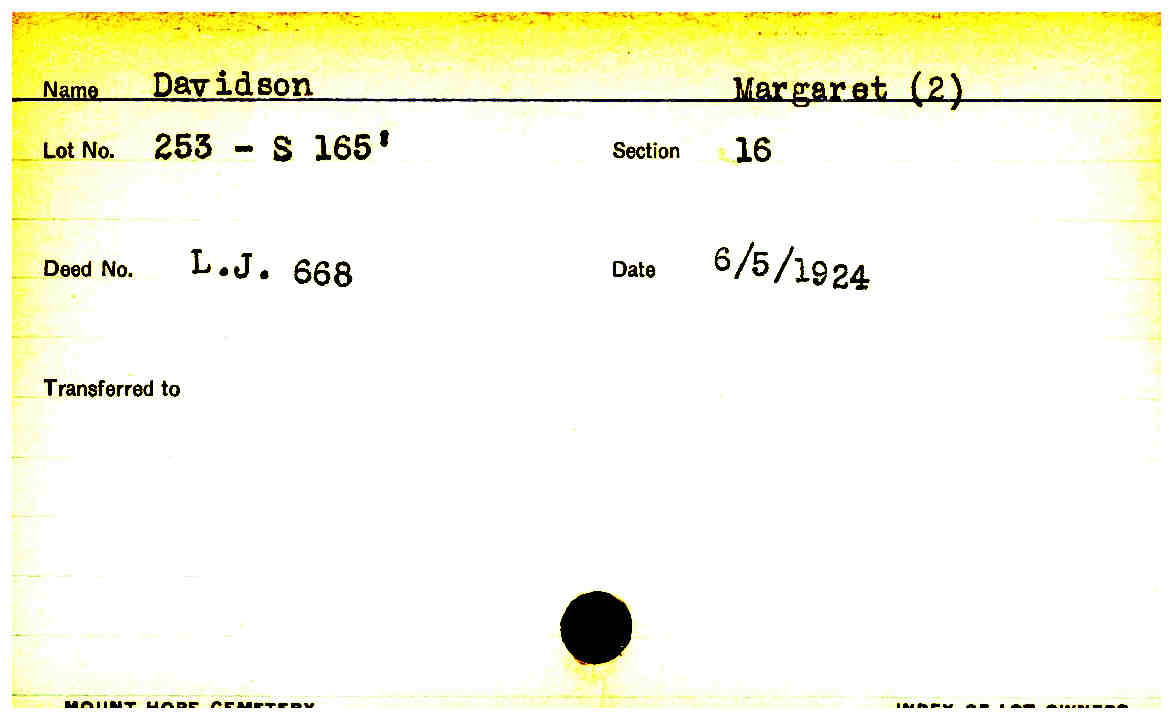 Name Davidson Margaret (2)
Lot No. 253 - S 165' Section 16
Deed No. L.J. 668 Date 6/5/1924
Transferred to
MOUNT HOPE CEMETERY INDEX OF LOT OWNERS